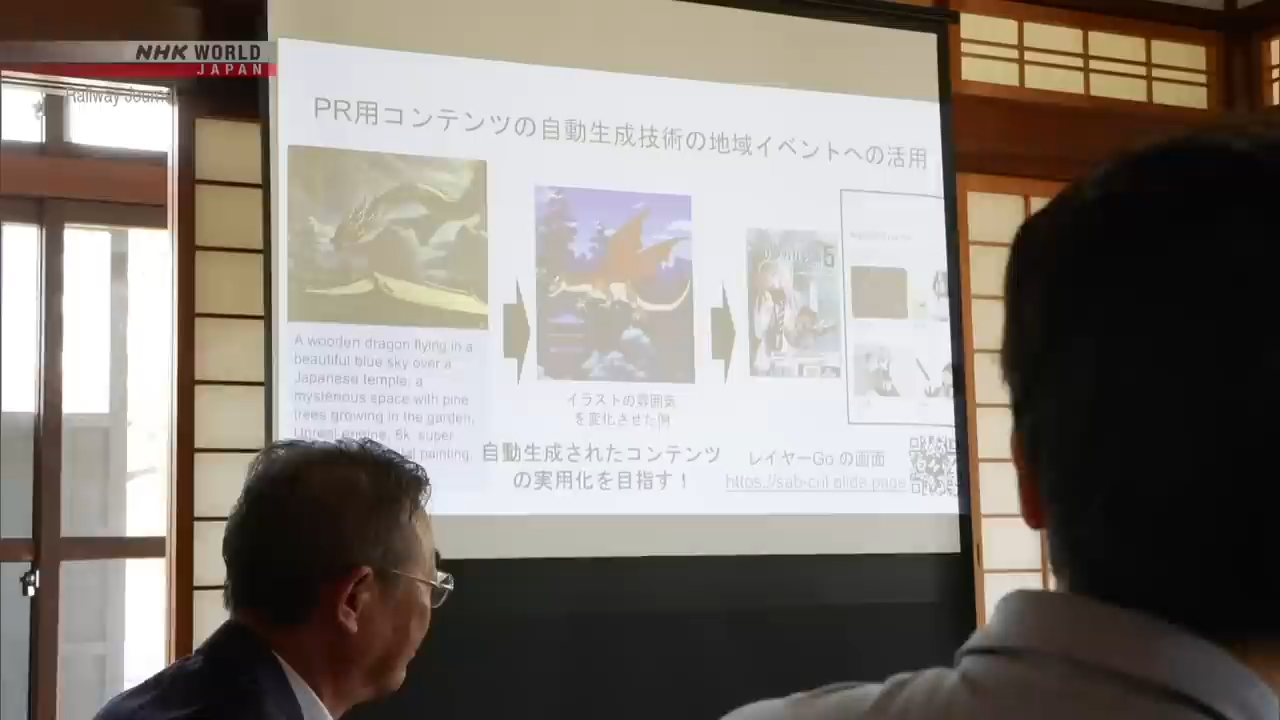 NHK WORLD
JAPAN
Railway Journ
PR用コンテンツの自動生成技術の地域イベントへの活用
A wooden dragon flying in a
beautiful blue sky over a
Japanese temple, a
mysterious space with pine
trees growing in the garden,
Unreal engine, 8k, super
painting,
イラストの雰囲気
を変化させた例
自動生成されたコンテンツ
の実用化を目指す!
5
レイヤーGo の画面